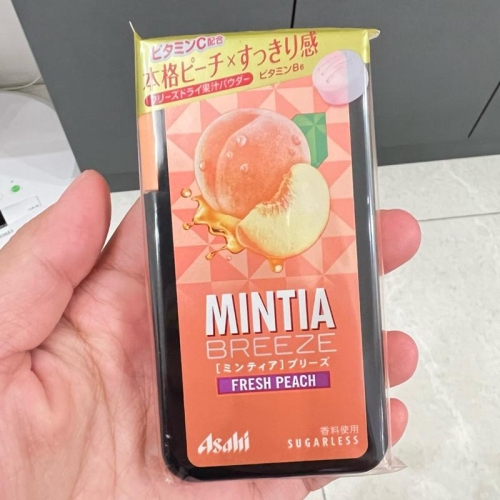 ビタミンC配合
本格ピーチ×すっきり感
フリーズドライ果汁パウダー ビタミンB6
MINTIA
BREEZE
[ミンティア]ブリーズ
FRESH PEACH
香料使用
Asahi SUGARLESS